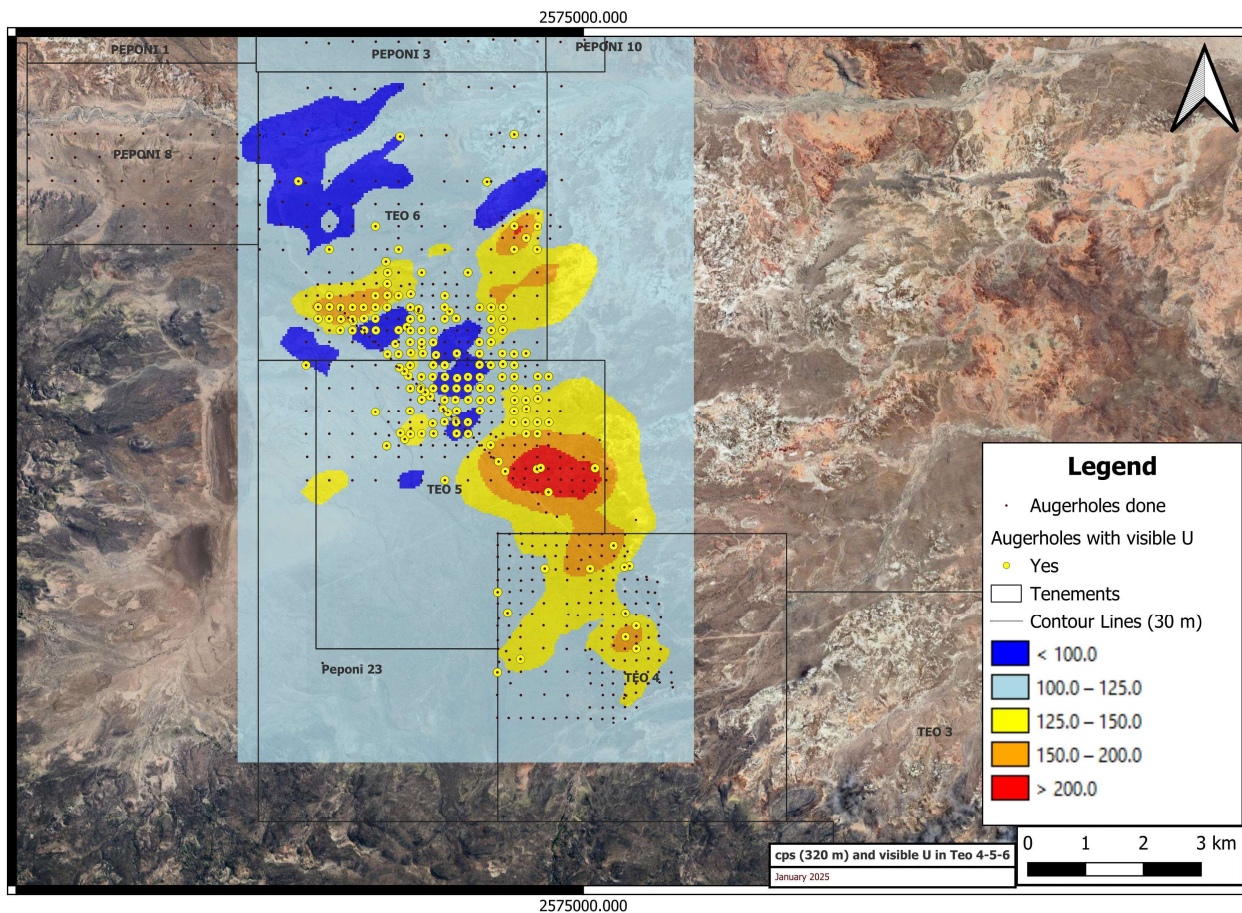 2575000.000
PEPONI 1
PEPONI 3
PEPONI 10
PEPONI 8
TEO 6
TEO 5
Peponi 23
TEO 4
TEO 3
Legend
Augerholes done
Augerholes with visible U
Yes
Tenements
Contour Lines (30 m)
< 100.0
100.0 – 125.0
125.0 – 150.0
150.0 – 200.0
> 200.0
0 1 2 3 km
cps (320 m) and visible U in Teo 4-5-6
January 2025
2575000.000